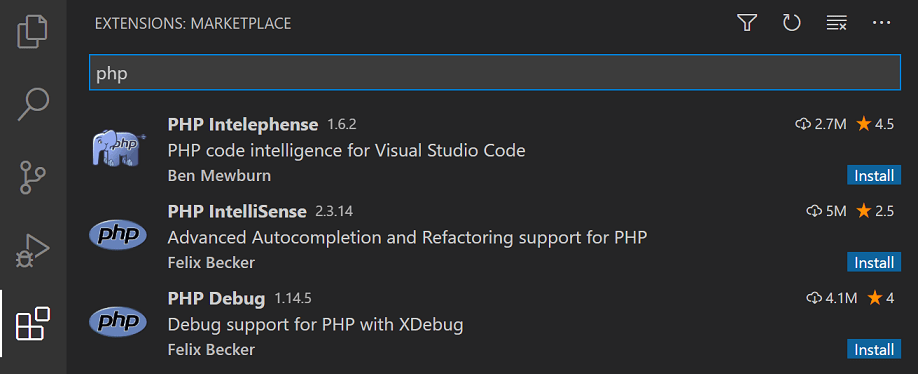 EXTENSIONS: MARKETPLACE
php
PHP Intelephense 1.6.2 2.7M 4.5
PHP code intelligence for Visual Studio Code
Ben Mewburn Install
php
PHP IntelliSense 2.3.14 5M 2.5
Advanced Autocompletion and Refactoring support for PHP
Felix Becker Install
php
PHP Debug 1.14.5 4.1M 4
Debug support for PHP with XDebug
Felix Becker Install
php